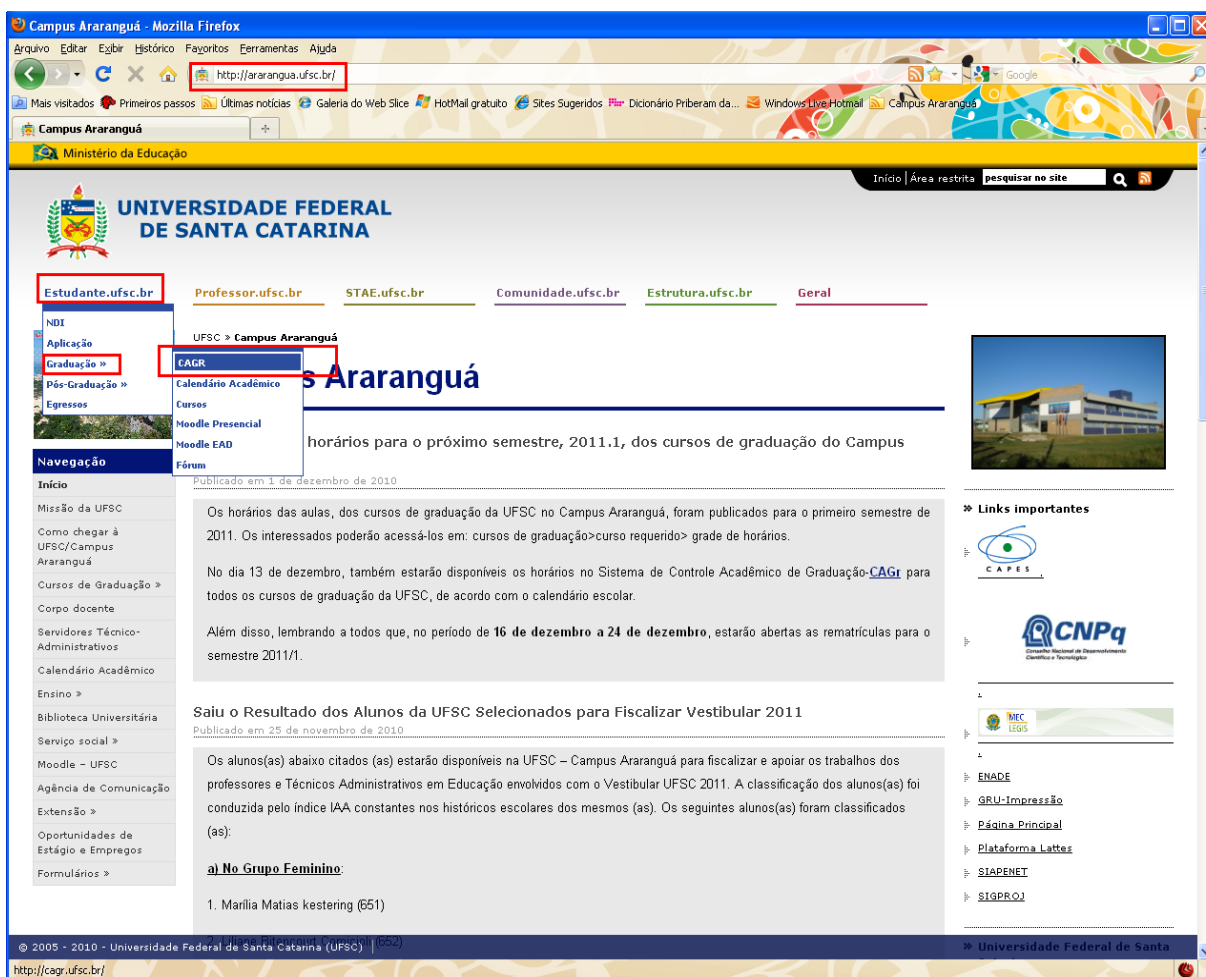 Campus Araranguá - Mozilla Firefox
Arquivo Editar Exibir Histórico Favoritos Ferramentas Ajuda
http://ararangua.ufsc.br/
Google
Mais visitados Primeiros passos Últimas notícias Galeria do Web Slice HotMail gratuito Sites Sugeridos Dicionário Priberam da... Windows Live Hotmail Campus Araranguá
Campus Araranguá
Ministério da Educação
Início | Área restrita pesquisar no site
UNIVERSIDADE FEDERAL
DE SANTA CATARINA
Estudante.ufsc.br Professor.ufsc.br STAE.ufsc.br Comunidade.ufsc.br Estrutura.ufsc.br Geral
NDI
Aplicação
Graduação »
Pós-Graduação »
Egressos
CAGR
Calendário Acadêmico
Cursos
Moodle Presencial
Moodle EAD
Fórum
UFSC » Campus Araranguá
s Araranguá
horários para o próximo semestre, 2011.1, dos cursos de graduação do Campus
Publicado em 1 de dezembro de 2010
Os horários das aulas, dos cursos de graduação da UFSC no Campus Araranguá, foram publicados para o primeiro semestre de
2011. Os interessados poderão acessá-los em: cursos de graduação>curso requerido> grade de horários.
No dia 13 de dezembro, também estarão disponíveis os horários no Sistema de Controle Acadêmico de Graduação-CAGr para
todos os cursos de graduação da UFSC, de acordo com o calendário escolar.
Além disso, lembrando a todos que, no período de 16 de dezembro a 24 de dezembro, estarão abertas as rematrículas para o
semestre 2011/1.
Saiu o Resultado dos Alunos da UFSC Selecionados para Fiscalizar Vestibular 2011
Publicado em 25 de novembro de 2010
Os alunos(as) abaixo citados (as) estarão disponíveis na UFSC – Campus Araranguá para fiscalizar e apoiar os trabalhos dos
professores e Técnicos Administrativos em Educação envolvidos com o Vestibular UFSC 2011. A classificação dos alunos(as) foi
conduzida pelo índice IAA constantes nos históricos escolares dos mesmos (as). Os seguintes alunos(as) foram classificados
(as):
a) No Grupo Feminino:
1. Marília Matias kestering (651)
Navegação
Início
Missão da UFSC
Como chegar à
UFSC/Campus
Araranguá
Cursos de Graduação »
Corpo docente
Servidores Técnico-
Administrativos
Calendário Acadêmico
Ensino »
Biblioteca Universitária
Serviço social »
Moodle – UFSC
Agência de Comunicação
Extensão »
Oportunidades de
Estágio e Empregos
Formulários »
» Links importantes
CAPES
CNPq
Conselho Nacional de Desenvolvimento
Científico e Tecnológico
MEC
LEGIS
ENADE
GRU-Impressão
Página Principal
Plataforma Lattes
SIAPENET
SIGPROJ
» Universidade Federal de Santa
© 2005 - 2010 - Universidade Federal de Santa Catarina (UFSC) |
http://cagr.ufsc.br/